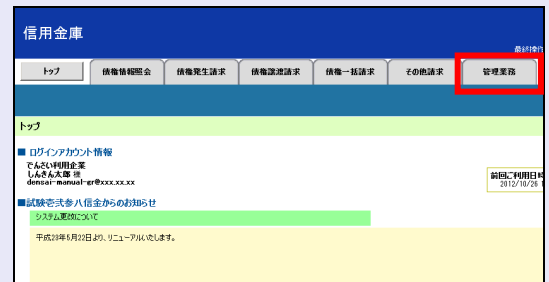 信用金庫
最終操作
トップ 債権情報照会 債権発生請求 債権譲渡請求 債権一括請求 その他請求 管理業務
トップ
■ ログインアカウント情報
でんさい利用企業
しんきん太郎 様
densai-manual-gr@xxx.xx.xx
前回ご利用日時
2012/10/26 1
■試験壱弐参八信金からのお知らせ
システム更改について
平成28年5月22日より、リニューアルいたします。